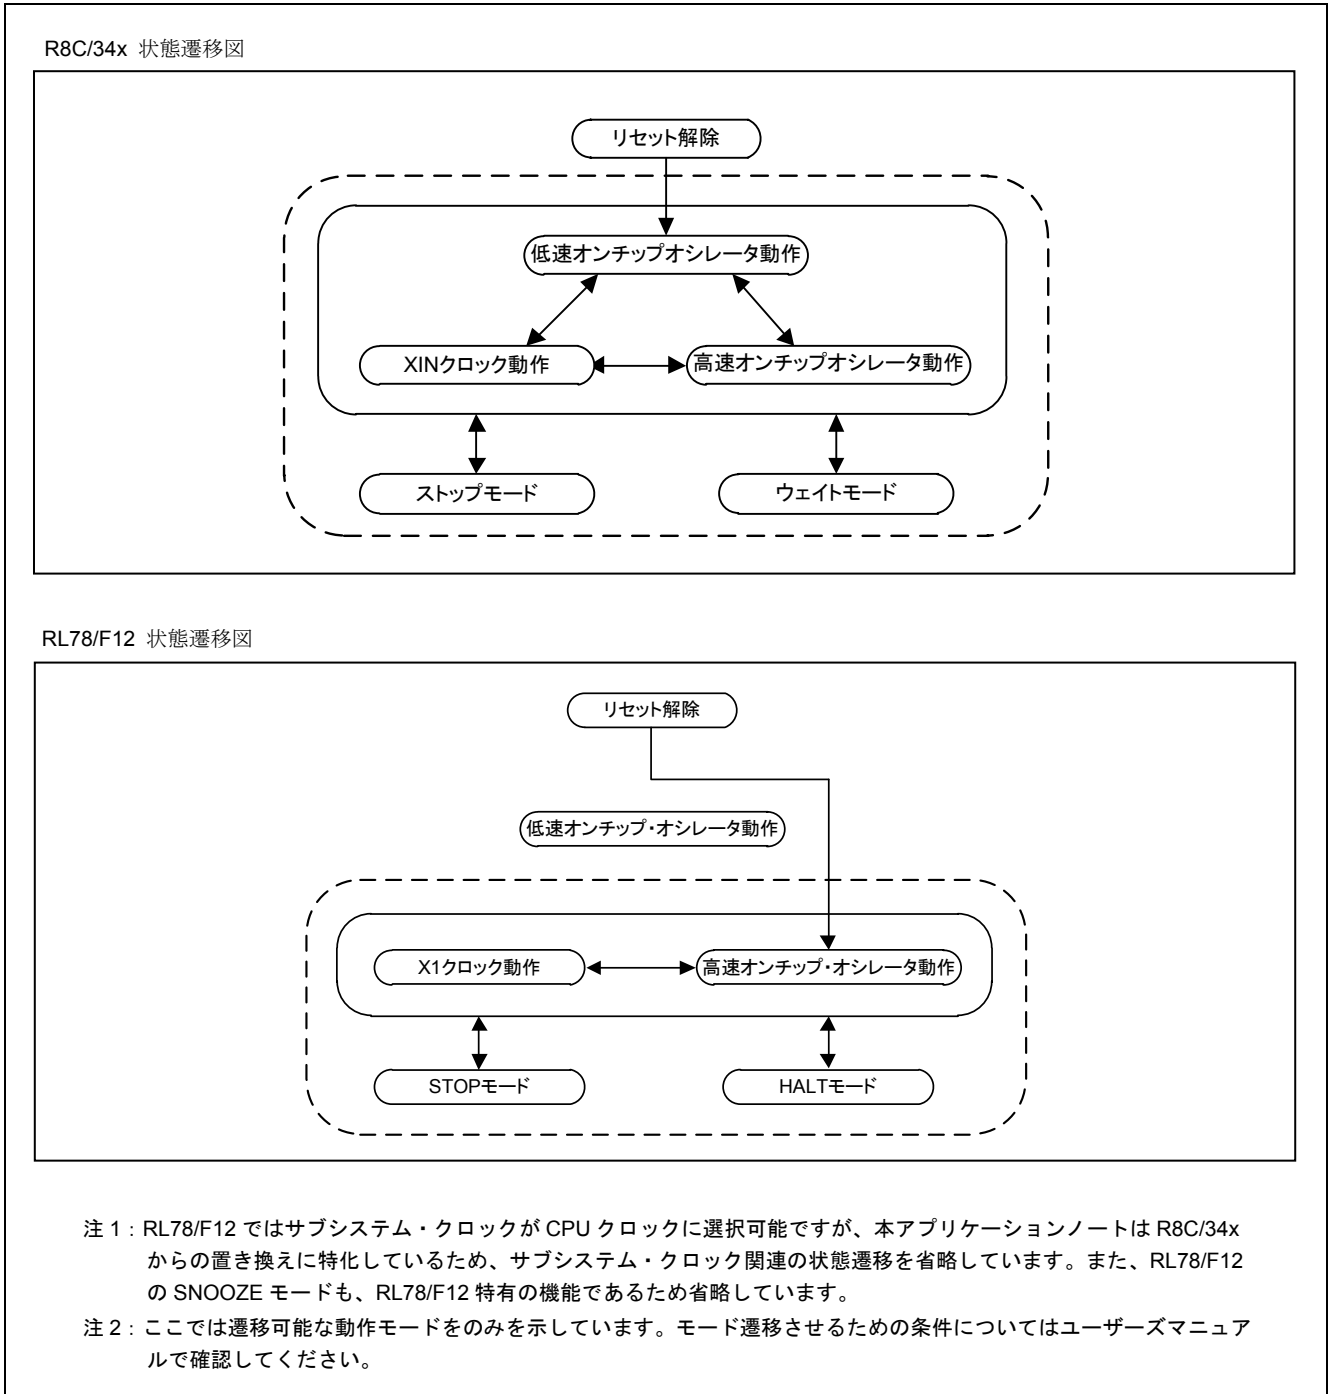 R8C/34x 状態遷移図
リセット解除
低速オンチップオシレータ動作
XINクロック動作
高速オンチップオシレータ動作
ストップモード
ウェイトモード
RL78/F12 状態遷移図
リセット解除
低速オンチップ・オシレータ動作
X1クロック動作
高速オンチップ・オシレータ動作
STOPモード
HALTモード
注 1：RL78/F12 ではサブシステム・クロックが CPU クロックに選択可能ですが、本アプリケーションノートは R8C/34x
からの置き換えに特化しているため、サブシステム・クロック関連の状態遷移を省略しています。また、RL78/F12
の SNOOZE モードも、RL78/F12 特有の機能であるため省略しています。
注 2：ここでは遷移可能な動作モードをのみを示しています。モード遷移させるための条件についてはユーザーズマニュア
ルで確認してください。